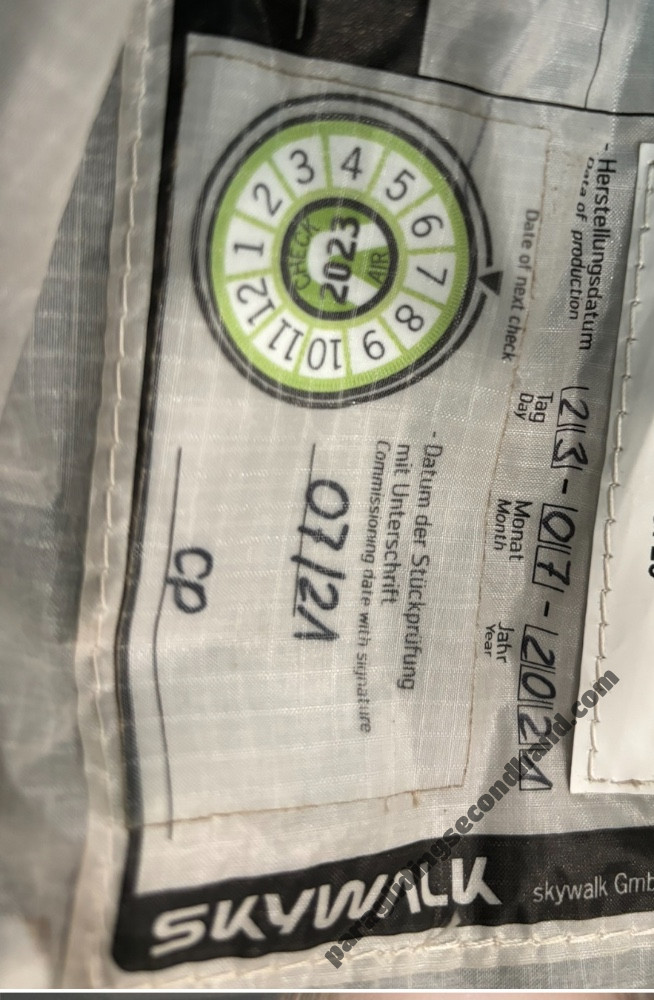 - Herstellungsdatum
Date of production
23-07-2021
Tag Monat Jahr
Day Month Year
Date of next check
1 2 3 4 5 6 7 8 9 10 11 12
CHECK 2023 AIR
- Datum der Stückprüfung
mit Unterschrift
Commissioning date with signature
07/21
CP
SKYWALK
skywalk Gmb
paraglidingsecondhand.com